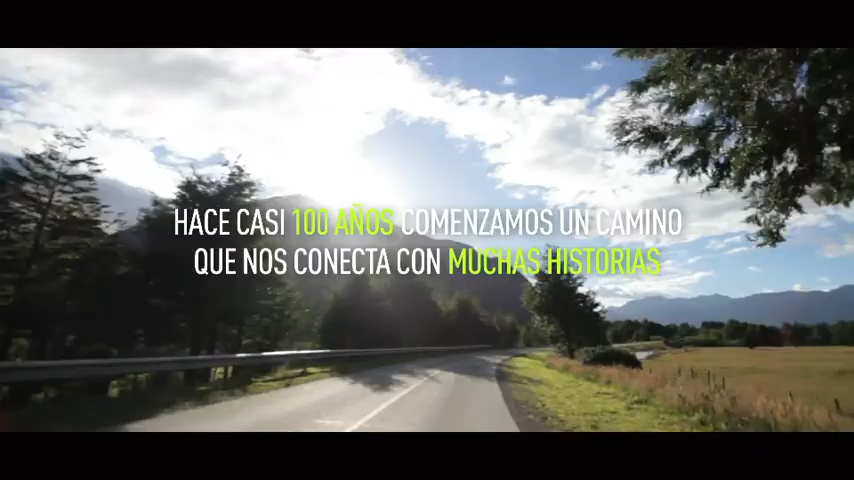 HACE CASI 100 AÑOS COMENZAMOS UN CAMINO
QUE NOS CONECTA CON MUCHAS HISTORIAS